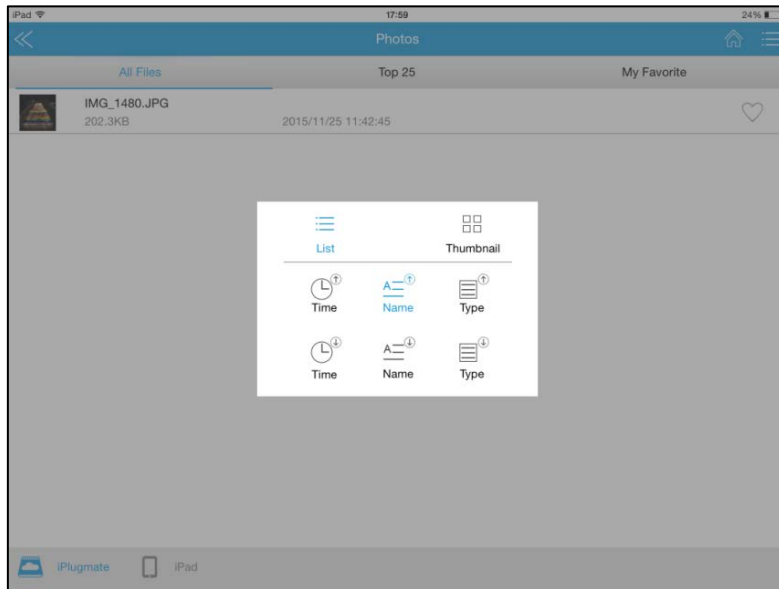 iPad 17:59 24%
Photos
All Files Top 25 My Favorite
IMG_1480.JPG
202.3KB 2015/11/25 11:42:45
List Thumbnail
Time Name Type
Time Name Type
iPlugmate iPad